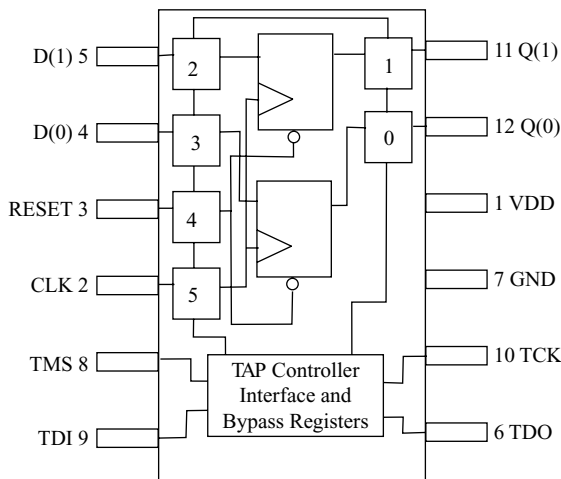 D(1) 5
2
1
11 Q(1)
D(0) 4
3
0
12 Q(0)
RESET 3
4
1 VDD
CLK 2
5
7 GND
TMS 8
TAP Controller
Interface and
Bypass Registers
10 TCK
TDI 9
6 TDO